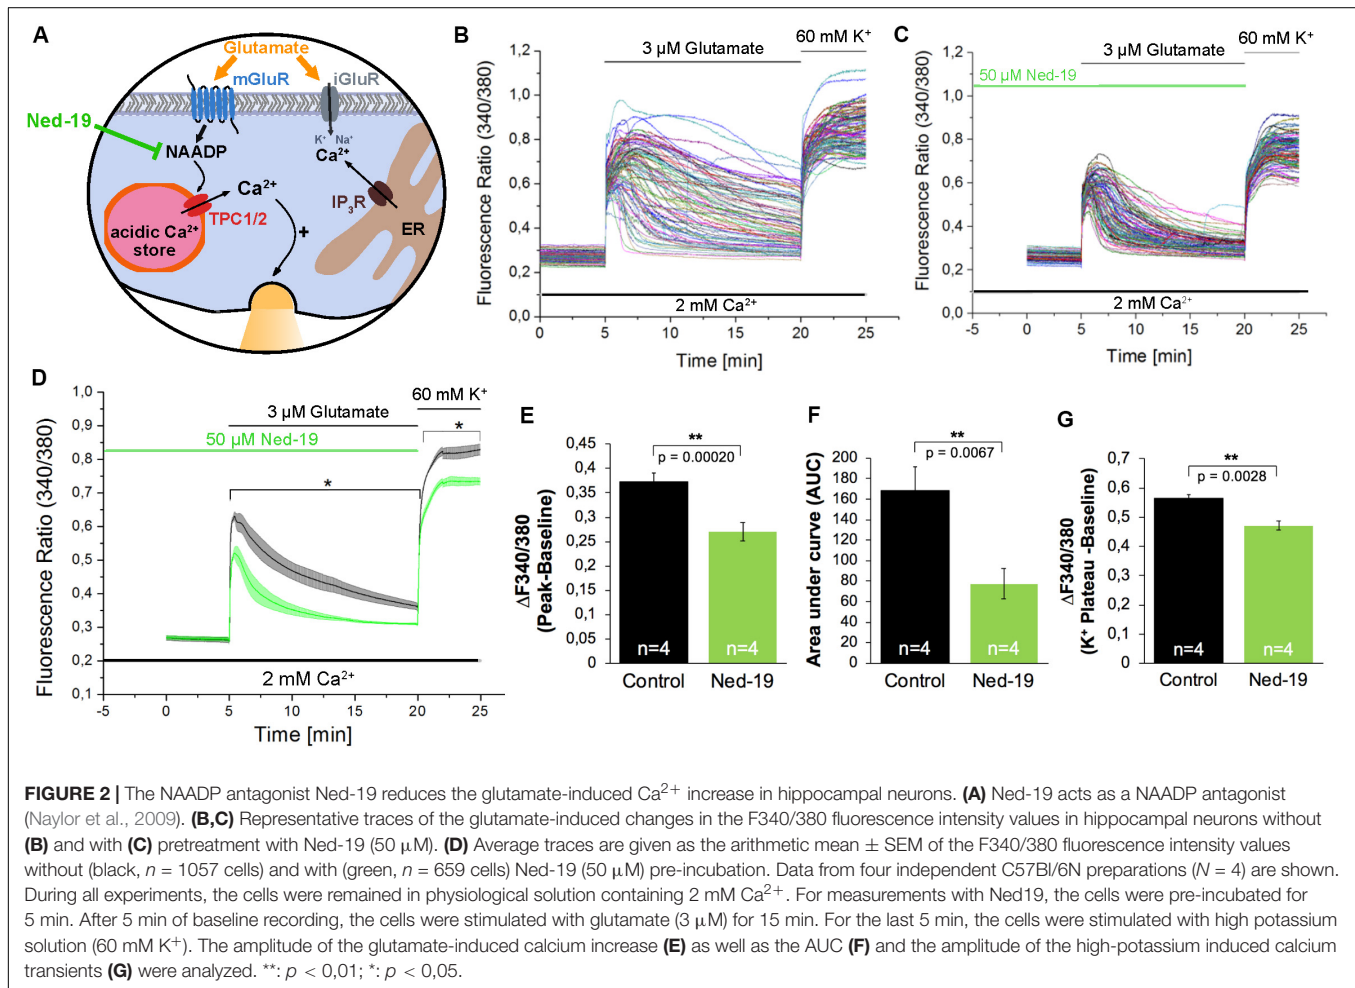 A
Glutamate
mGluR
iGluR
Ned-19
K⁺ Na⁺
NAADP
Ca²⁺
Ca²⁺
IP₃R
TPC1/2
acidic Ca²⁺
store
+
ER
B
60 mM K⁺
3 µM Glutamate
1,2
1,0
0,8
0,6
0,4
0,2
0,0
Fluorescence Ratio (340/380)
2 mM Ca²⁺
0 5 10 15 20 25
Time [min]
C
60 mM K⁺
3 µM Glutamate
50 µM Ned-19
1,2
1,0
0,8
0,6
0,4
0,2
0,0
Fluorescence Ratio (340/380)
2 mM Ca²⁺
-5 0 5 10 15 20 25
Time [min]
D
60 mM K⁺
3 µM Glutamate
*
50 µM Ned-19
*
1,0
0,9
0,8
0,7
0,6
0,5
0,4
0,3
0,2
0,1
Fluorescence Ratio (340/380)
2 mM Ca²⁺
-5 0 5 10 15 20 25
Time [min]
E
**
p = 0.00020
0,45
0,4
0,35
0,3
0,25
0,2
0,15
0,1
0,05
0
ΔF340/380
(Peak-Baseline)
n=4 n=4
Control Ned-19
F
**
p = 0.0067
200
180
160
140
120
100
80
60
40
20
0
Area under curve (AUC)
n=4 n=4
Control Ned-19
G
**
p = 0.0028
0,7
0,6
0,5
0,4
0,3
0,2
0,1
0
ΔF340/380
(K⁺ Plateau -Baseline)
n=4 n=4
Control Ned-19
FIGURE 2 | The NAADP antagonist Ned-19 reduces the glutamate-induced Ca²⁺ increase in hippocampal neurons. (A) Ned-19 acts as a NAADP antagonist
(Naylor et al., 2009). (B,C) Representative traces of the glutamate-induced changes in the F340/380 fluorescence intensity values in hippocampal neurons without
(B) and with (C) pretreatment with Ned-19 (50 µM). (D) Average traces are given as the arithmetic mean ± SEM of the F340/380 fluorescence intensity values
without (black, n = 1057 cells) and with (green, n = 659 cells) Ned-19 (50 µM) pre-incubation. Data from four independent C57Bl/6N preparations (N = 4) are shown.
During all experiments, the cells were remained in physiological solution containing 2 mM Ca²⁺. For measurements with Ned19, the cells were pre-incubated for
5 min. After 5 min of baseline recording, the cells were stimulated with glutamate (3 µM) for 15 min. For the last 5 min, the cells were stimulated with high potassium
solution (60 mM K⁺). The amplitude of the glutamate-induced calcium increase (E) as well as the AUC (F) and the amplitude of the high-potassium induced calcium
transients (G) were analyzed. **: p < 0,01; *: p < 0,05.